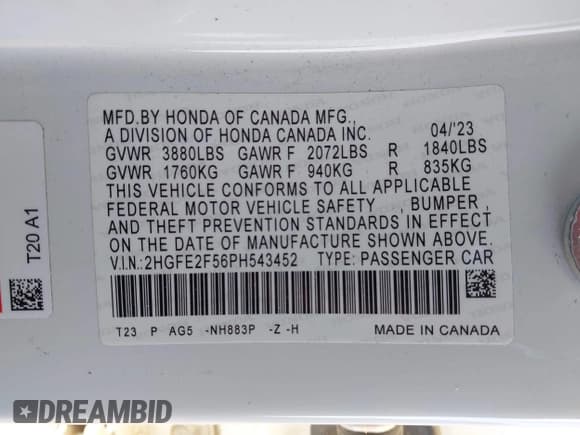 MFD.BY HONDA OF CANADA MFG.,
A DIVISION OF HONDA CANADA INC. 04/'23
GVWR 3880LBS GAWR F 2072LBS R 1840LBS
GVWR 1760KG GAWR F 940KG R 835KG
THIS VEHICLE CONFORMS TO ALL APPLICABLE
FEDERAL MOTOR VEHICLE SAFETY , BUMPER ,
AND THEFT PREVENTION STANDARDS IN EFFECT
ON THE DATE OF MANUFACTURE SHOWN ABOVE.
V.I.N.:2HGFE2F56PH543452 TYPE: PASSENGER CAR
T23 P AG5 -NH883P -Z -H MADE IN CANADA
T20 A1
DREAMBID